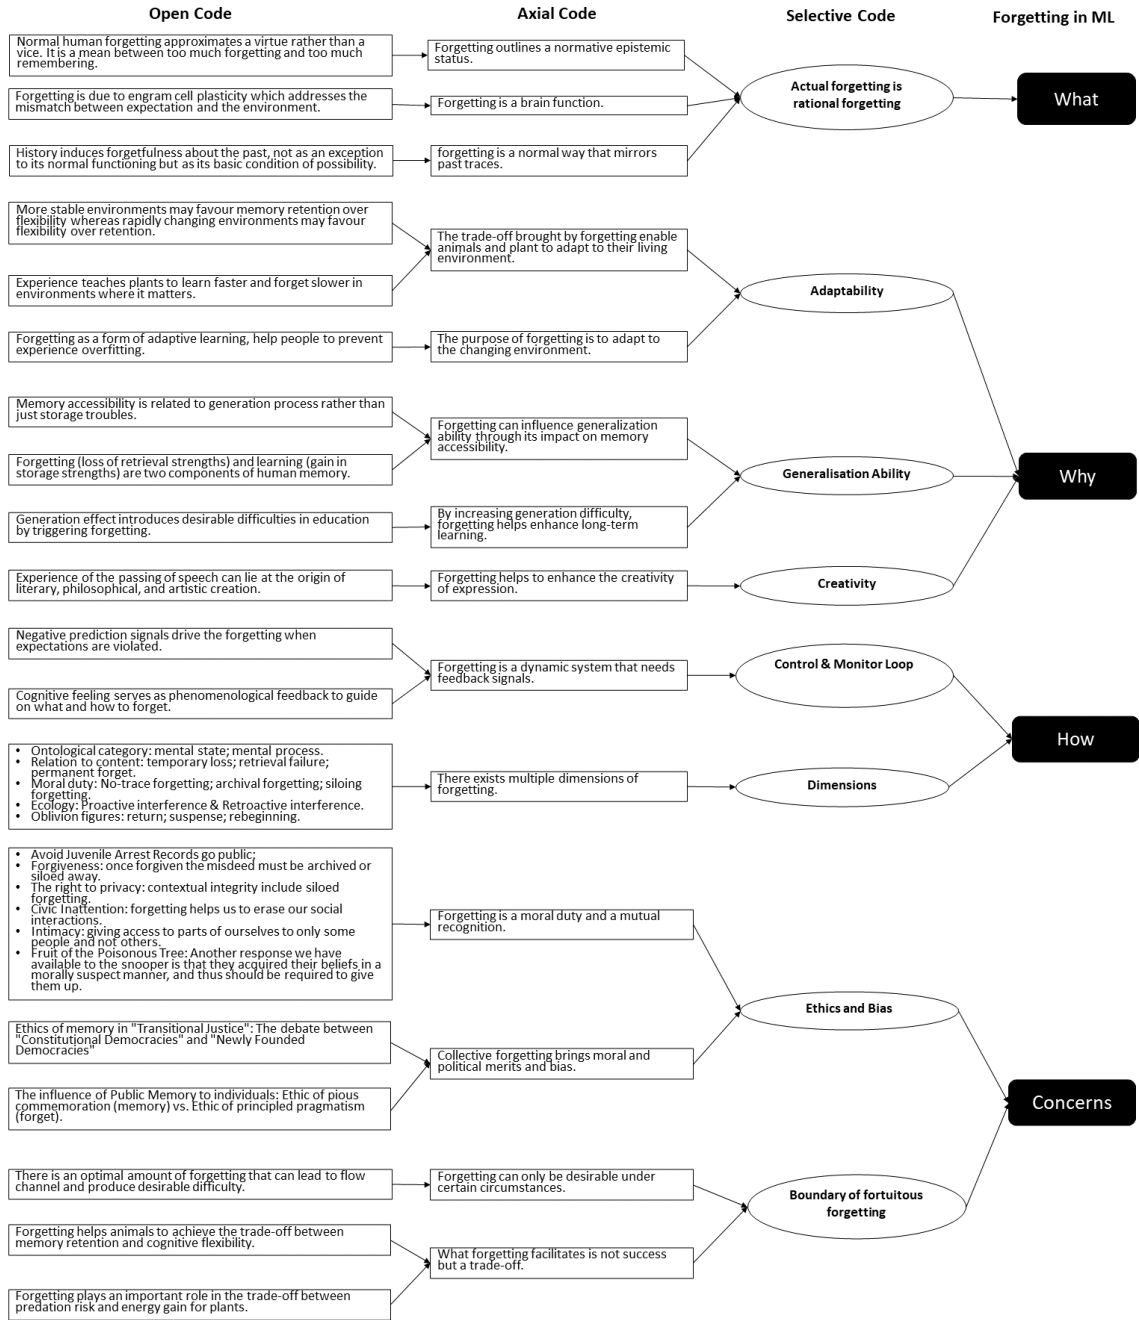 Open Code
Axial Code
Selective Code
Forgetting in ML
Normal human forgetting approximates a virtue rather than a
vice. It is a mean between too much forgetting and too much
remembering.
Forgetting outlines a normative epistemic
status.
Forgetting is due to engram cell plasticity which addresses the
mismatch between expectation and the environment.
Forgetting is a brain function.
Actual forgetting is
rational forgetting
What
History induces forgetfulness about the past, not as an exception
to its normal functioning but as its basic condition of possibility.
forgetting is a normal way that mirrors
past traces.
More stable environments may favour memory retention over
flexibility whereas rapidly changing environments may favour
flexibility over retention.
Experience teaches plants to learn faster and forget slower in
environments where it matters.
The trade-off brought by forgetting enable
animals and plant to adapt to their living
environment.
Forgetting as a form of adaptive learning, help people to prevent
experience overfitting.
The purpose of forgetting is to adapt to
the changing environment.
Adaptability
Memory accessibility is related to generation process rather than
just storage troubles.
Forgetting (loss of retrieval strengths) and learning (gain in
storage strengths) are two components of human memory.
Forgetting can influence generalization
ability through its impact on memory
accessibility.
Generation effect introduces desirable difficulties in education
by triggering forgetting.
By increasing generation difficulty,
forgetting helps enhance long-term
learning.
Generalisation Ability
Why
Experience of the passing of speech can lie at the origin of
literary, philosophical, and artistic creation.
Forgetting helps to enhance the creativity
of expression.
Creativity
Negative prediction signals drive the forgetting when
expectations are violated.
Cognitive feeling serves as phenomenological feedback to guide
on what and how to forget.
Forgetting is a dynamic system that needs
feedback signals.
Control & Monitor Loop
How
• Ontological category: mental state; mental process.
• Relation to content: temporary loss; retrieval failure;
permanent forget.
• Moral duty: No-trace forgetting; archival forgetting; siloing
forgetting.
• Ecology: Proactive interference & Retroactive interference.
• Oblivion figures: return; suspense; rebeginning.
There exists multiple dimensions of
forgetting.
Dimensions
• Avoid Juvenile Arrest Records go public;
• Forgiveness: once forgiven the misdeed must be archived or
siloed away.
• The right to privacy: contextual integrity include siloed
forgetting.
• Civic Inattention: forgetting helps us to erase our social
interactions.
• Intimacy: giving access to parts of ourselves to only some
people and not others.
• Fruit of the Poisonous Tree: Another response we have
available to the snooper is that they acquired their beliefs in a
morally suspect manner, and thus should be required to give
them up.
Forgetting is a moral duty and a mutual
recognition.
Ethics of memory in "Transitional Justice": The debate between
"Constitutional Democracies" and "Newly Founded
Democracies"
The influence of Public Memory to individuals: Ethic of pious
commemoration (memory) vs. Ethic of principled pragmatism
(forget).
Collective forgetting brings moral and
political merits and bias.
Ethics and Bias
Concerns
There is an optimal amount of forgetting that can lead to flow
channel and produce desirable difficulty.
Forgetting can only be desirable under
certain circumstances.
Forgetting helps animals to achieve the trade-off between
memory retention and cognitive flexibility.
Forgetting plays an important role in the trade-off between
predation risk and energy gain for plants.
What forgetting facilitates is not success
but a trade-off.
Boundary of fortuitous
forgetting